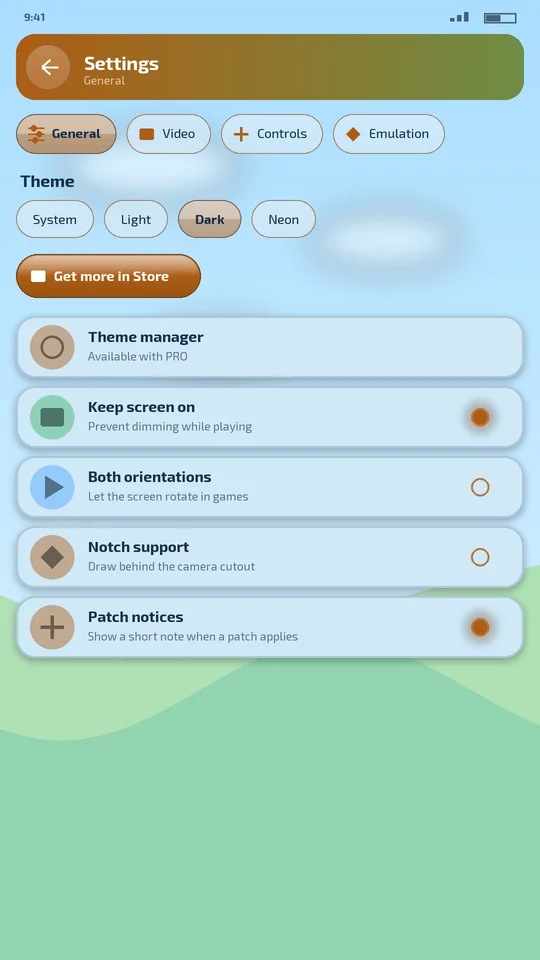 9:41
Settings
General
General
Video
Controls
Emulation
Theme
System
Light
Dark
Neon
Get more in Store
Theme manager
Available with PRO
Keep screen on
Prevent dimming while playing
Both orientations
Let the screen rotate in games
Notch support
Draw behind the camera cutout
Patch notices
Show a short note when a patch applies